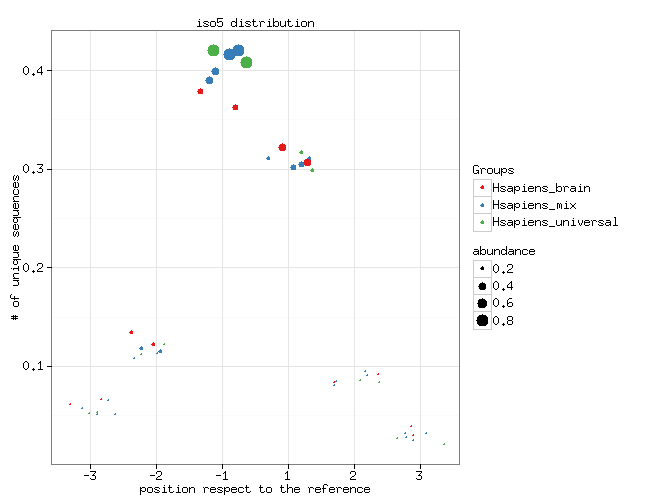 iso5 distribution
# of unique sequences
0.4
0.3
0.2
0.1
-3 -2 -1 1 2 3
position respect to the reference
Groups
Hsapiens_brain
Hsapiens_mix
Hsapiens_universal
abundance
0.2
0.4
0.6
0.8